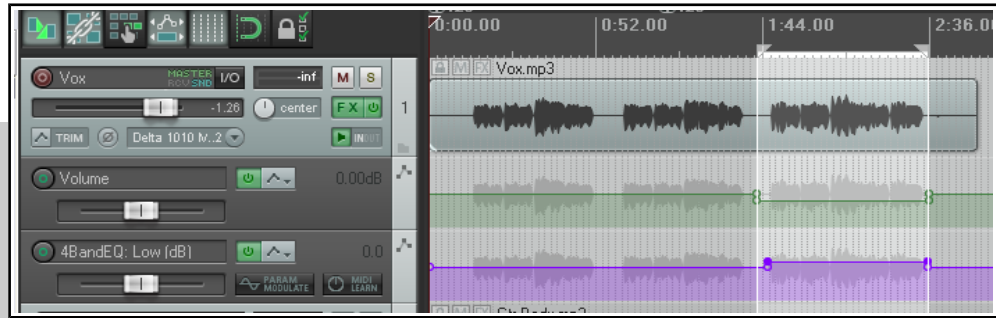 0:00.00 0:52.00 1:44.00 2:36.0
Vox MASTER SND I/O -inf M S
Vox.mp3
-1.26 center FX 1
TRIM Delta 1010 M..2 IN
Volume 0.00dB
4BandEQ: Low (dB) 0.0
PARAM MODULATE MIDI LEARN